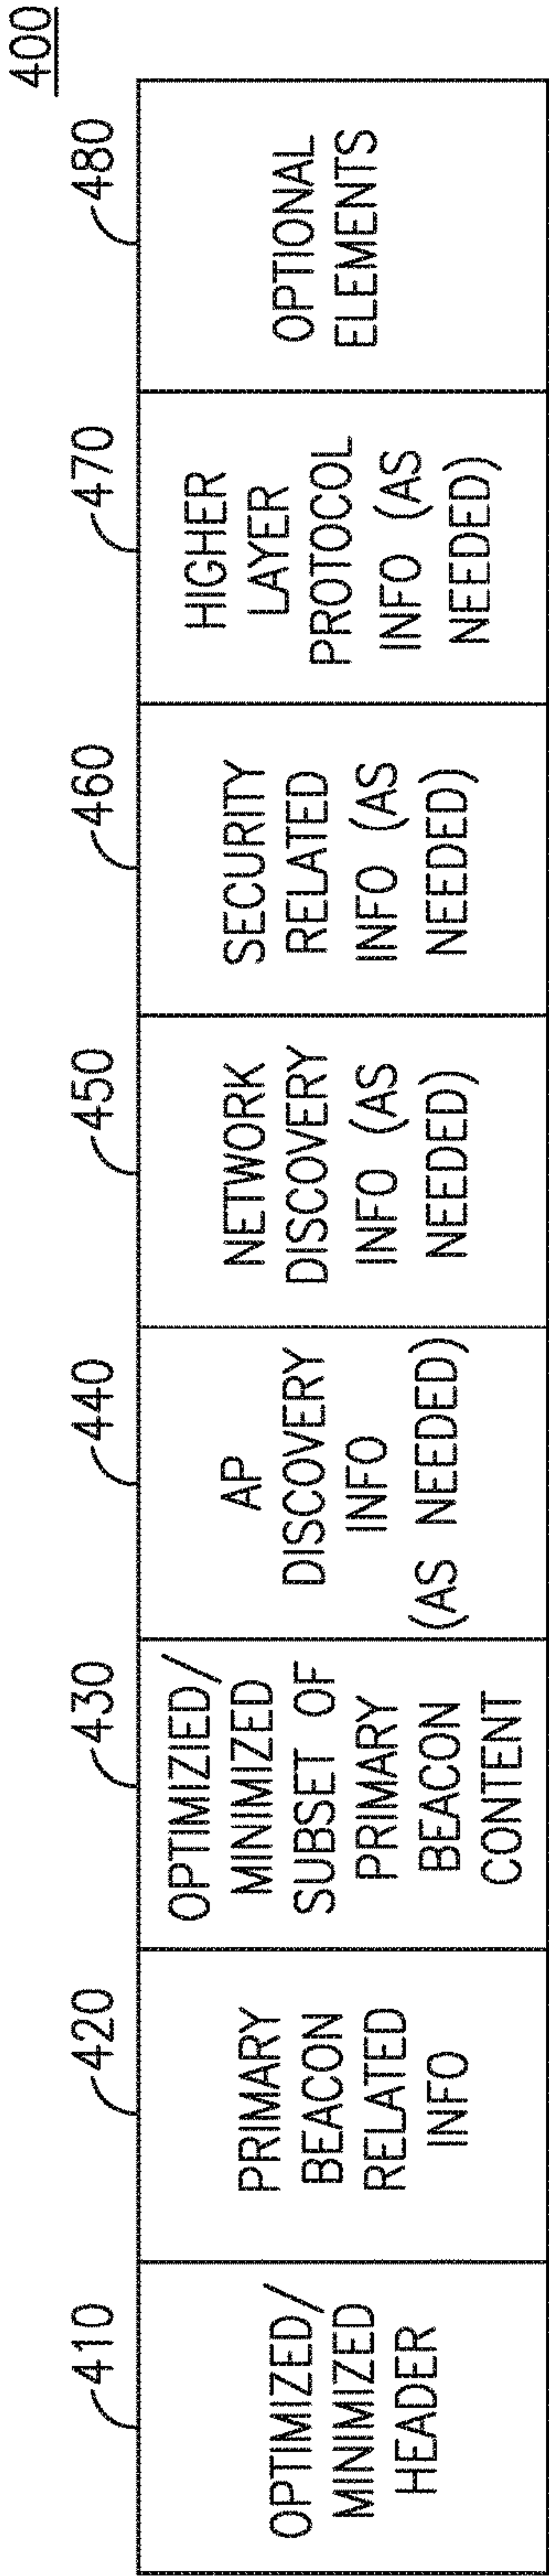 400
410
OPTIMIZED/
MINIMIZED
HEADER
420
PRIMARY
BEACON
RELATED
INFO
430
OPTIMIZIED/
MINIMIZED
SUBSET OF
PRIMARY
BEACON
CONTENT
440
AP
DISCOVERY
INFO
(AS NEEDED)
450
NETWORK
DISCOVERY
INFO (AS
NEEDED)
460
SECURITY
RELATED
INFO (AS
NEEDED)
470
HIGHER
LAYER
PROTOCOL
INFO (AS
NEEDED)
480
OPTIONAL
ELEMENTS